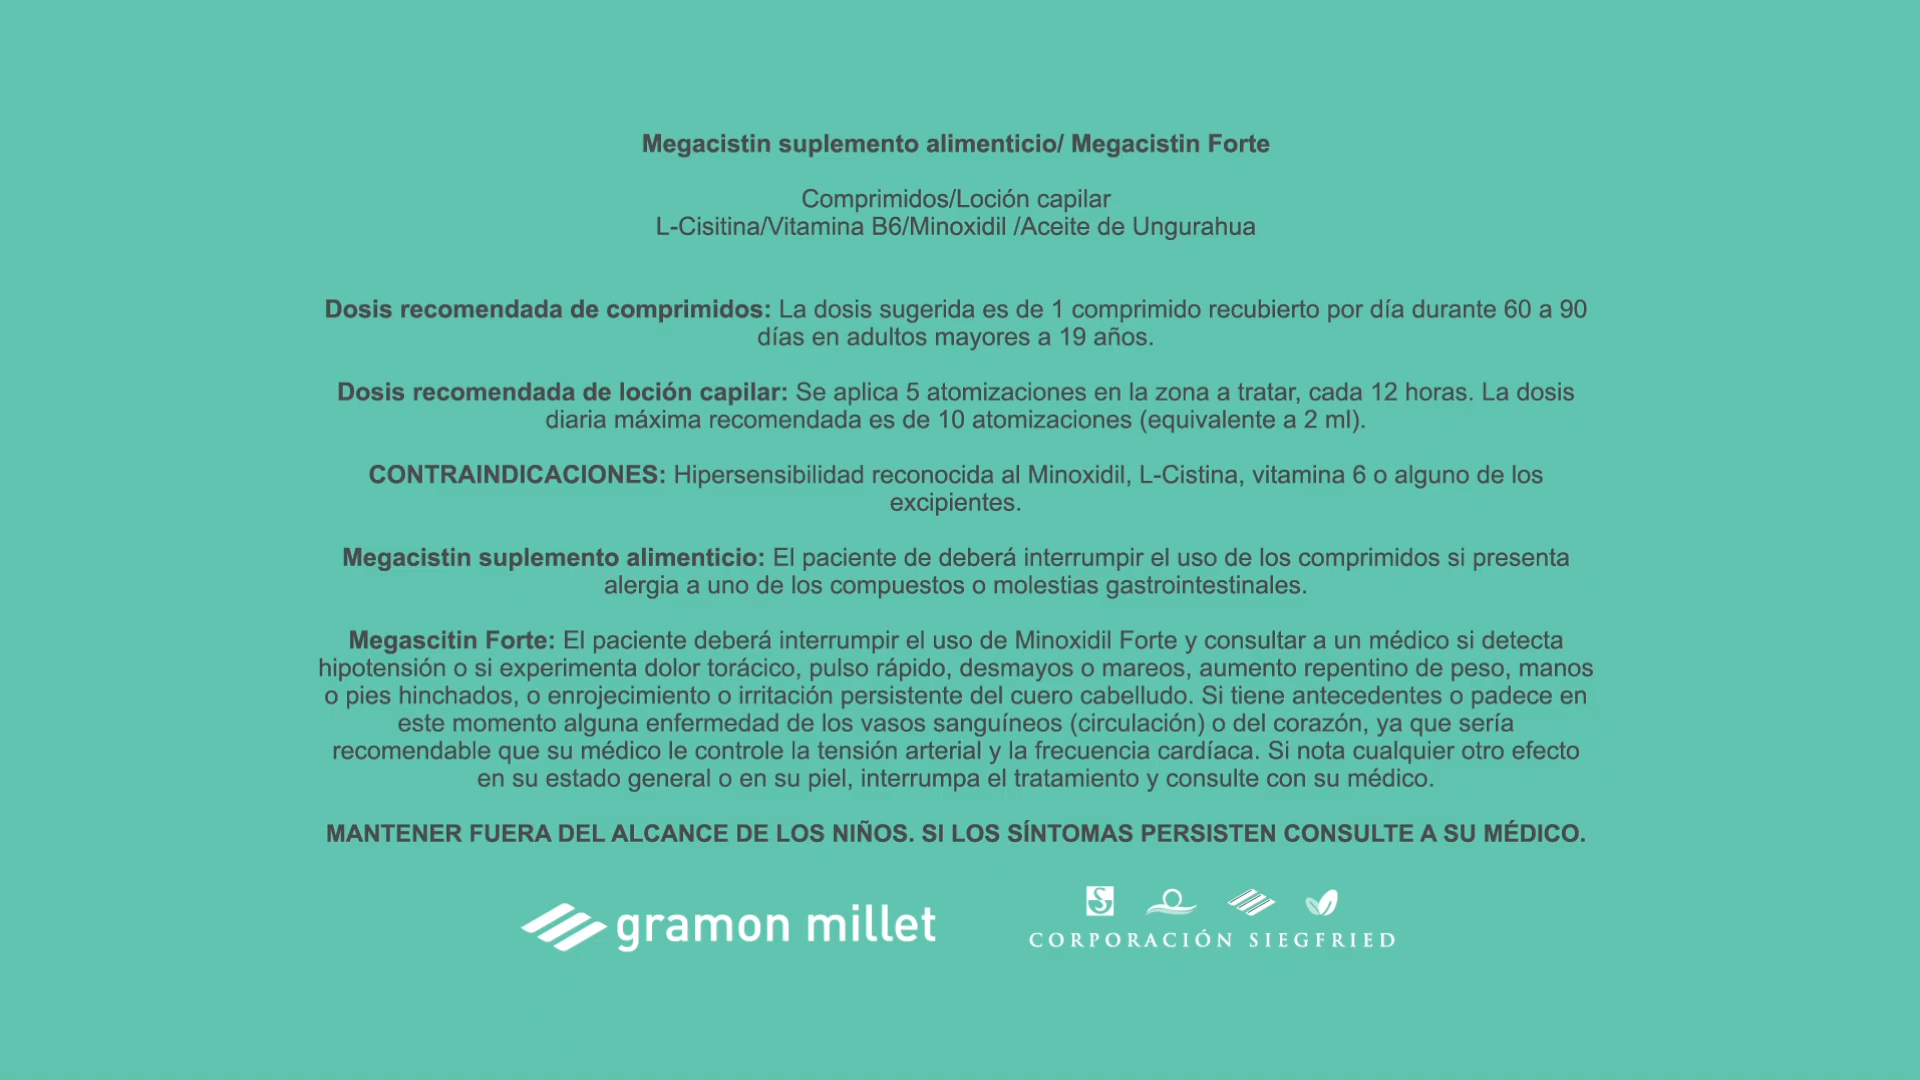 Megacistin suplemento alimenticio/ Megacistin Forte
Comprimidos/Loción capilar
L-Cisitina/Vitamina B6/Minoxidil /Aceite de Ungurahua
Dosis recomendada de comprimidos: La dosis sugerida es de 1 comprimido recubierto por día durante 60 a 90
días en adultos mayores a 19 años.
Dosis recomendada de loción capilar: Se aplica 5 atomizaciones en la zona a tratar, cada 12 horas. La dosis
diaria máxima recomendada es de 10 atomizaciones (equivalente a 2 ml).
CONTRAINDICACIONES: Hipersensibilidad reconocida al Minoxidil, L-Cistina, vitamina 6 o alguno de los
excipientes.
Megacistin suplemento alimenticio: El paciente de deberá interrumpir el uso de los comprimidos si presenta
alergia a uno de los compuestos o molestias gastrointestinales.
Megascitin Forte: El paciente deberá interrumpir el uso de Minoxidil Forte y consultar a un médico si detecta
hipotensión o si experimenta dolor torácico, pulso rápido, desmayos o mareos, aumento repentino de peso, manos
o pies hinchados, o enrojecimiento o irritación persistente del cuero cabelludo. Si tiene antecedentes o padece en
este momento alguna enfermedad de los vasos sanguíneos (circulación) o del corazón, ya que sería
recomendable que su médico le controle la tensión arterial y la frecuencia cardíaca. Si nota cualquier otro efecto
en su estado general o en su piel, interrumpa el tratamiento y consulte con su médico.
MANTENER FUERA DEL ALCANCE DE LOS NIÑOS. SI LOS SÍNTOMAS PERSISTEN CONSULTE A SU MÉDICO.
gramon millet
CORPORACIÓN SIEGFRIED